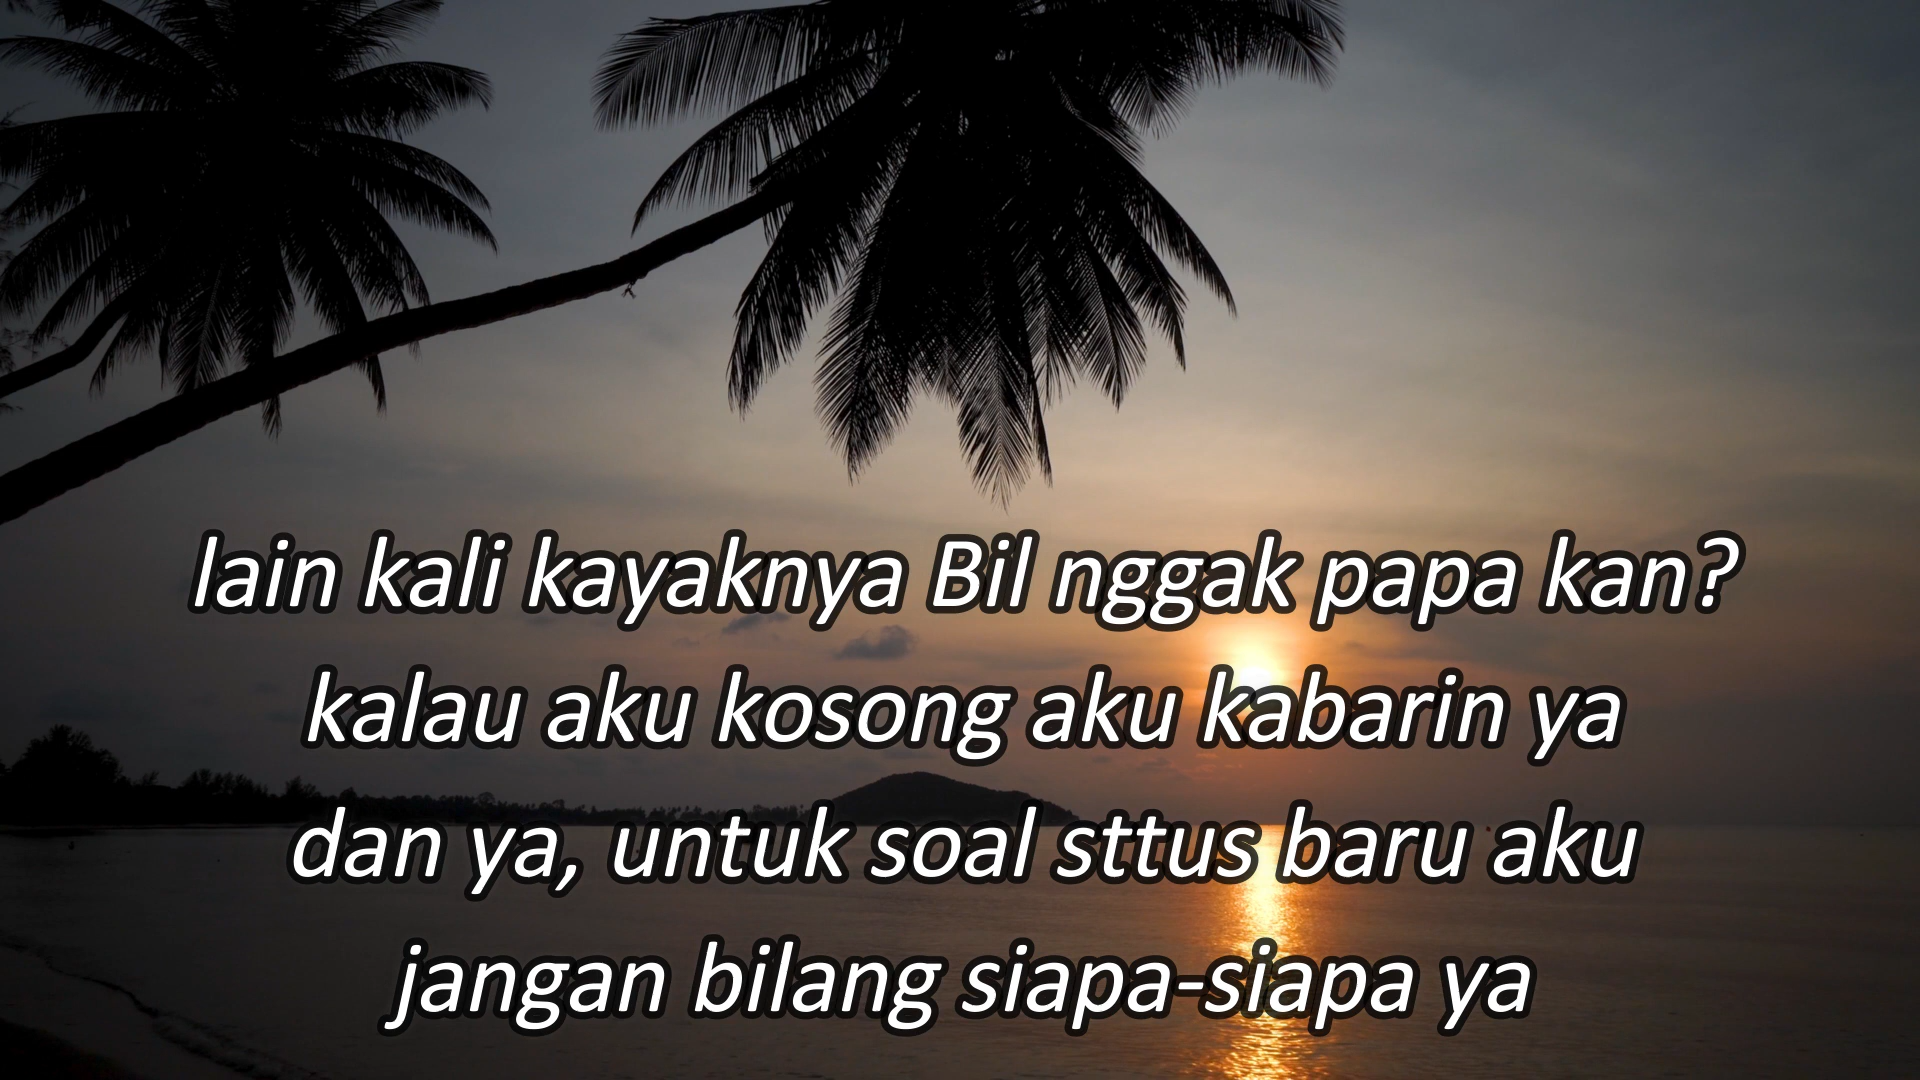 lain kali kayaknya Bil nggak papa kan?
kalau aku kosong aku kabarin ya
dan ya, untuk soal sttus baru aku
jangan bilang siapa-siapa ya